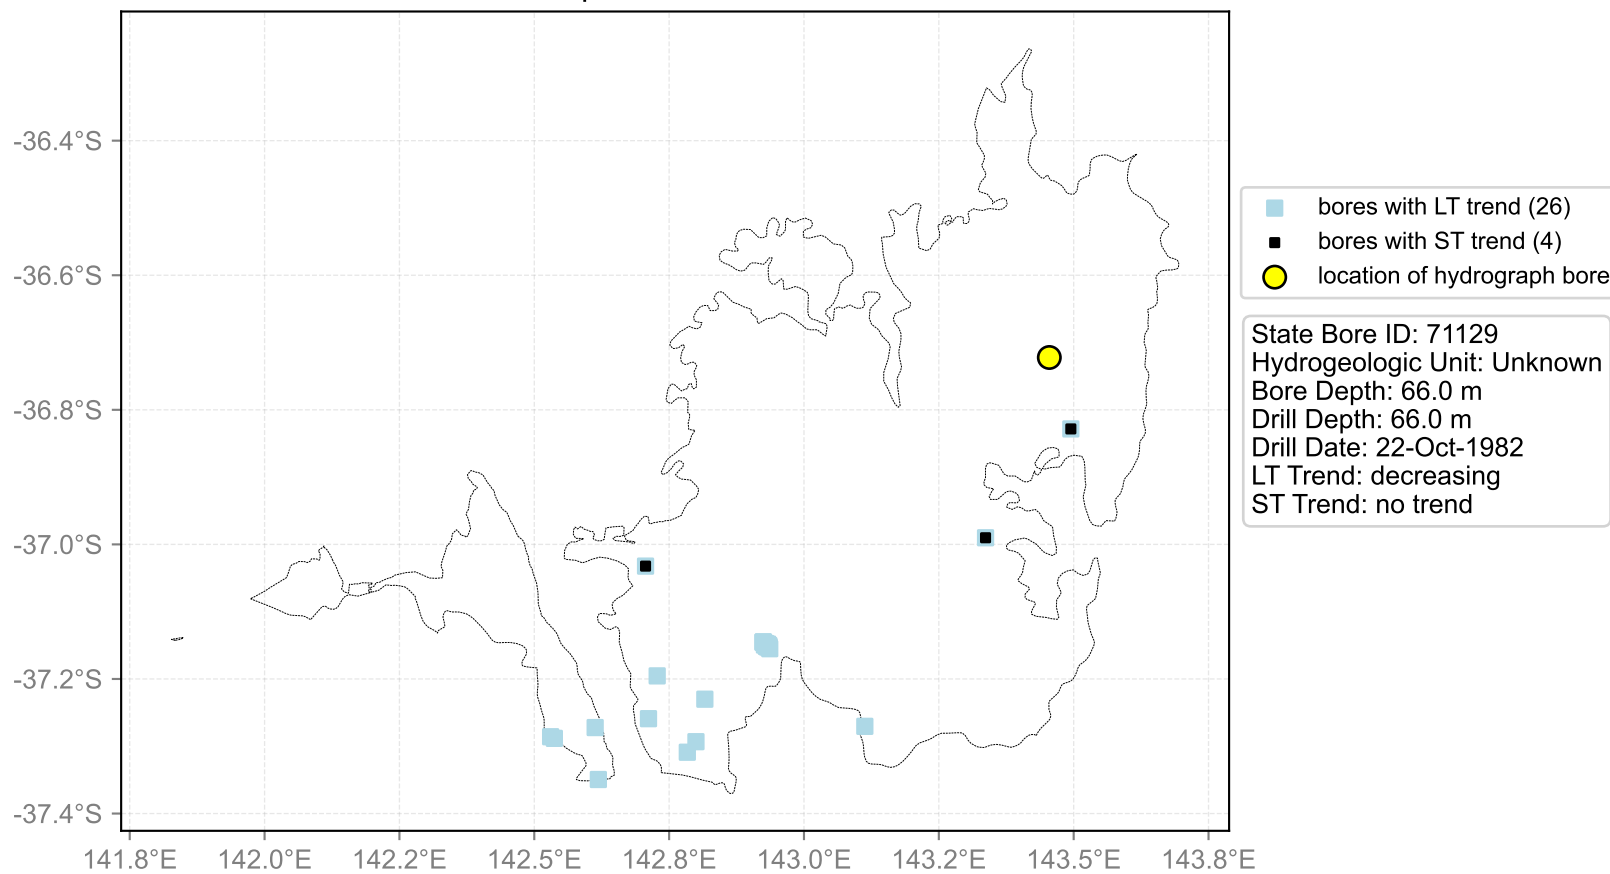 -36.4°S
-36.6°S
-36.8°S
-37.0°S
-37.2°S
-37.4°S
141.8°E 142.0°E 142.2°E 142.5°E 142.8°E 143.0°E 143.2°E 143.5°E 143.8°E
bores with LT trend (26)
bores with ST trend (4)
location of hydrograph bore
State Bore ID: 71129
Hydrogeologic Unit: Unknown
Bore Depth: 66.0 m
Drill Depth: 66.0 m
Drill Date: 22-Oct-1982
LT Trend: decreasing
ST Trend: no trend